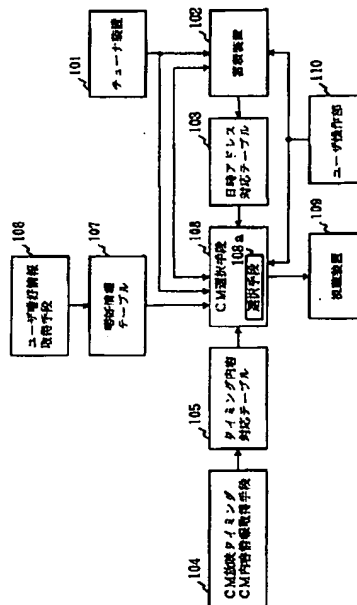 101
チューナ装置
102
蓄積装置
103
日時アドレス
対応テーブル
110
ユーザ操作部
108
ユーザ嗜好情報
取得手段
107
嗜好情報
テーブル
108
CM選択手段
108a
選択手段
109
視聴装置
105
タイミング内容
対応テーブル
104
CM放映タイミング
CM内容情報取得手段